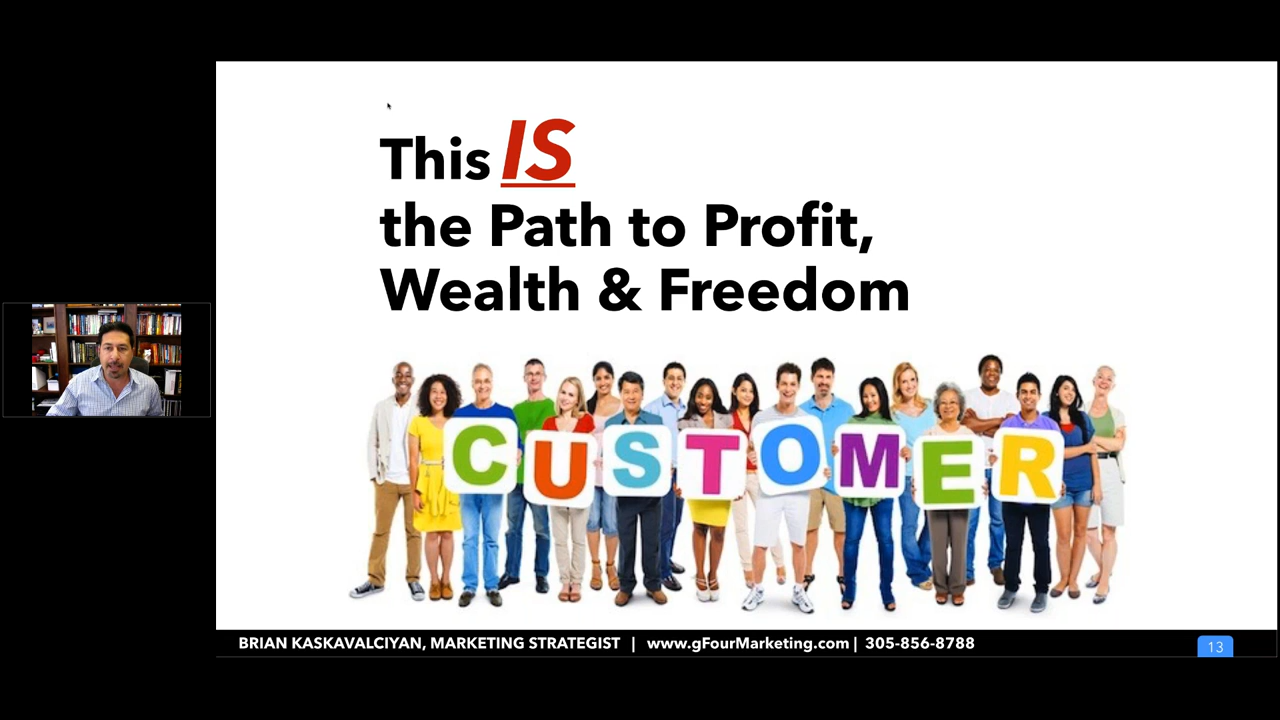 This IS
the Path to Profit,
Wealth & Freedom
CUSTOMER
BRIAN KASKAVALCIYAN, MARKETING STRATEGIST | www.gFourMarketing.com | 305-856-8788
13